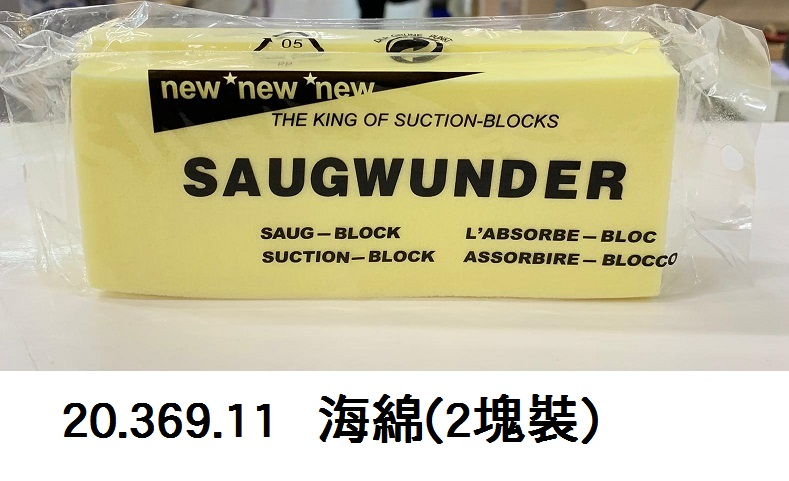 05
PP
new★new★new
THE KING OF SUCTION-BLOCKS
SAUGWUNDER
SAUG–BLOCK L'ABSORBE–BLOC
SUCTION–BLOCK ASSORBIRE–BLOCCO
20.369.11 海綿(2塊裝)